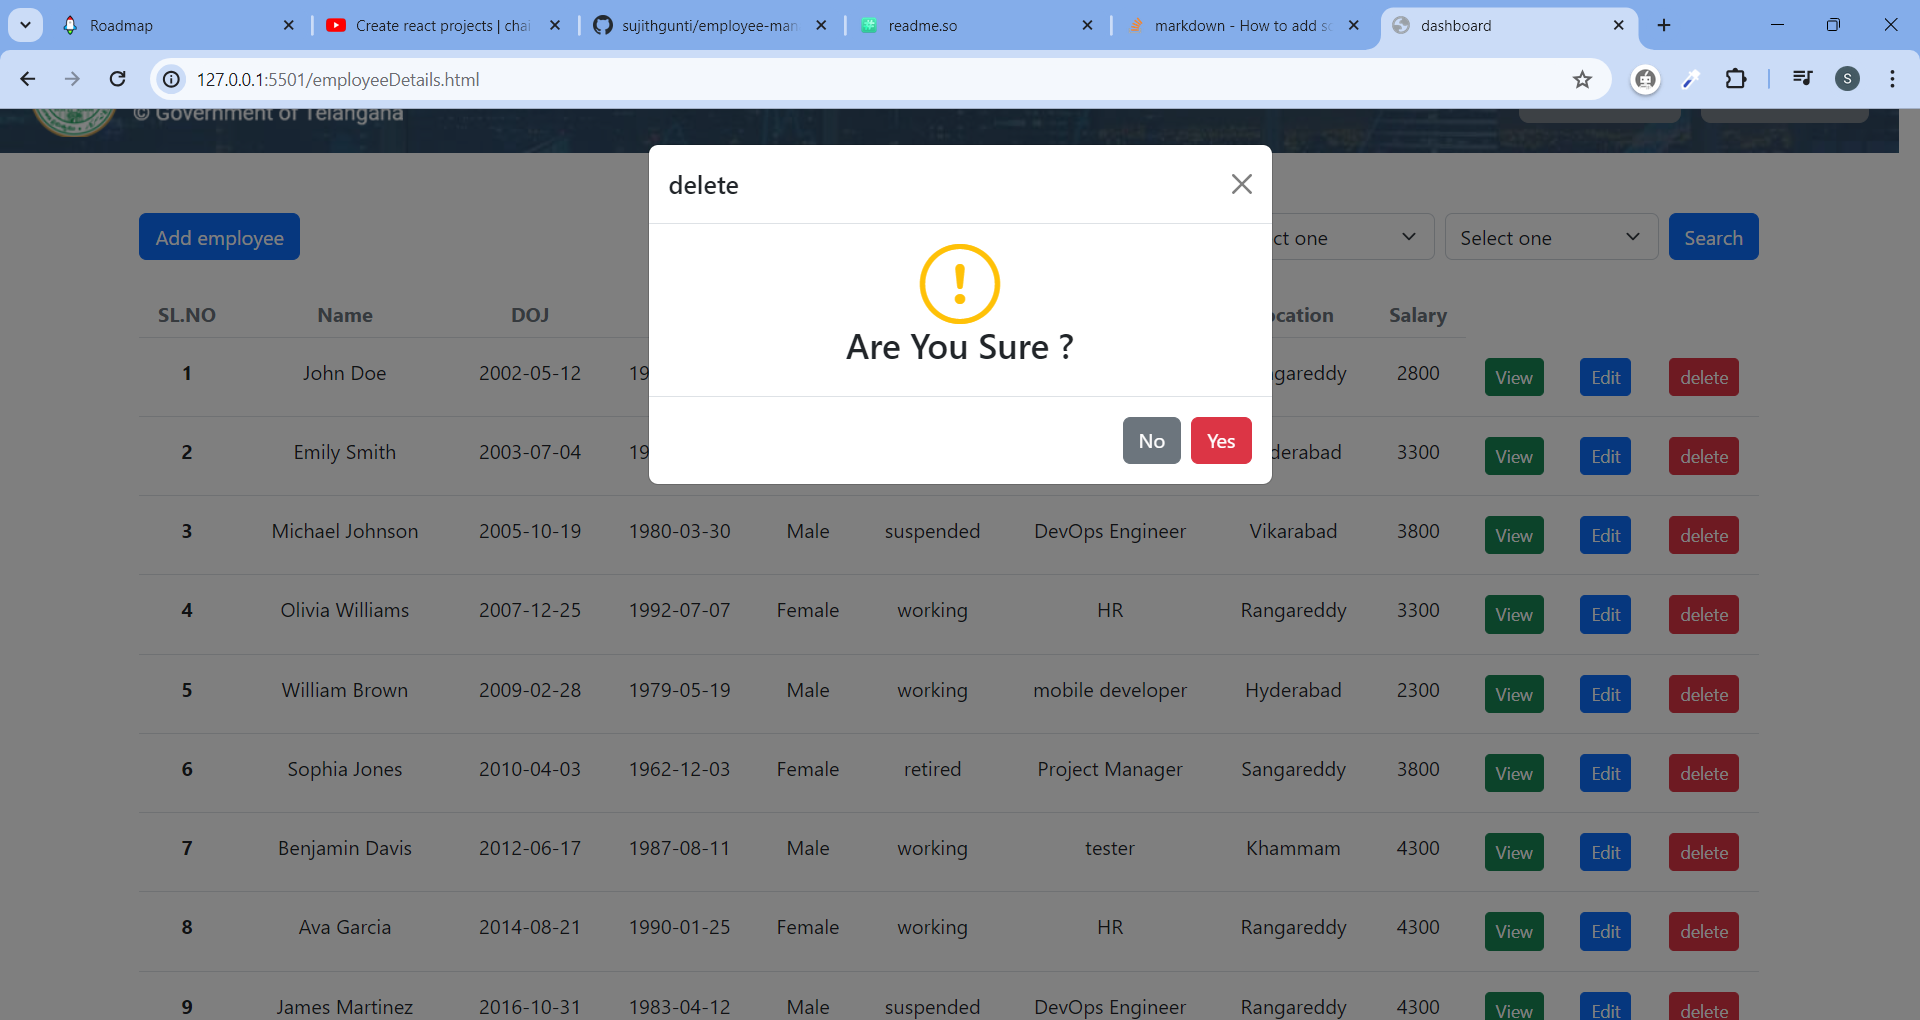 Roadmap
Create react projects | chai
sujithgunti/employee-man
readme.so
markdown - How to add sc
dashboard
127.0.0.1:5501/employeeDetails.html
S
© Government of Telangana
delete
Add employee
ct one
Select one
Search
Are You Sure ?
No Yes
SL.NO Name DOJ ocation Salary
1 John Doe 2002-05-12 19 ngareddy 2800 View Edit delete
2 Emily Smith 2003-07-04 19 derabad 3300 View Edit delete
3 Michael Johnson 2005-10-19 1980-03-30 Male suspended DevOps Engineer Vikarabad 3800 View Edit delete
4 Olivia Williams 2007-12-25 1992-07-07 Female working HR Rangareddy 3300 View Edit delete
5 William Brown 2009-02-28 1979-05-19 Male working mobile developer Hyderabad 2300 View Edit delete
6 Sophia Jones 2010-04-03 1962-12-03 Female retired Project Manager Sangareddy 3800 View Edit delete
7 Benjamin Davis 2012-06-17 1987-08-11 Male working tester Khammam 4300 View Edit delete
8 Ava Garcia 2014-08-21 1990-01-25 Female working HR Rangareddy 4300 View Edit delete
9 James Martinez 2016-10-31 1983-04-12 Male suspended DevOps Engineer Rangareddy 4300 View Edit delete